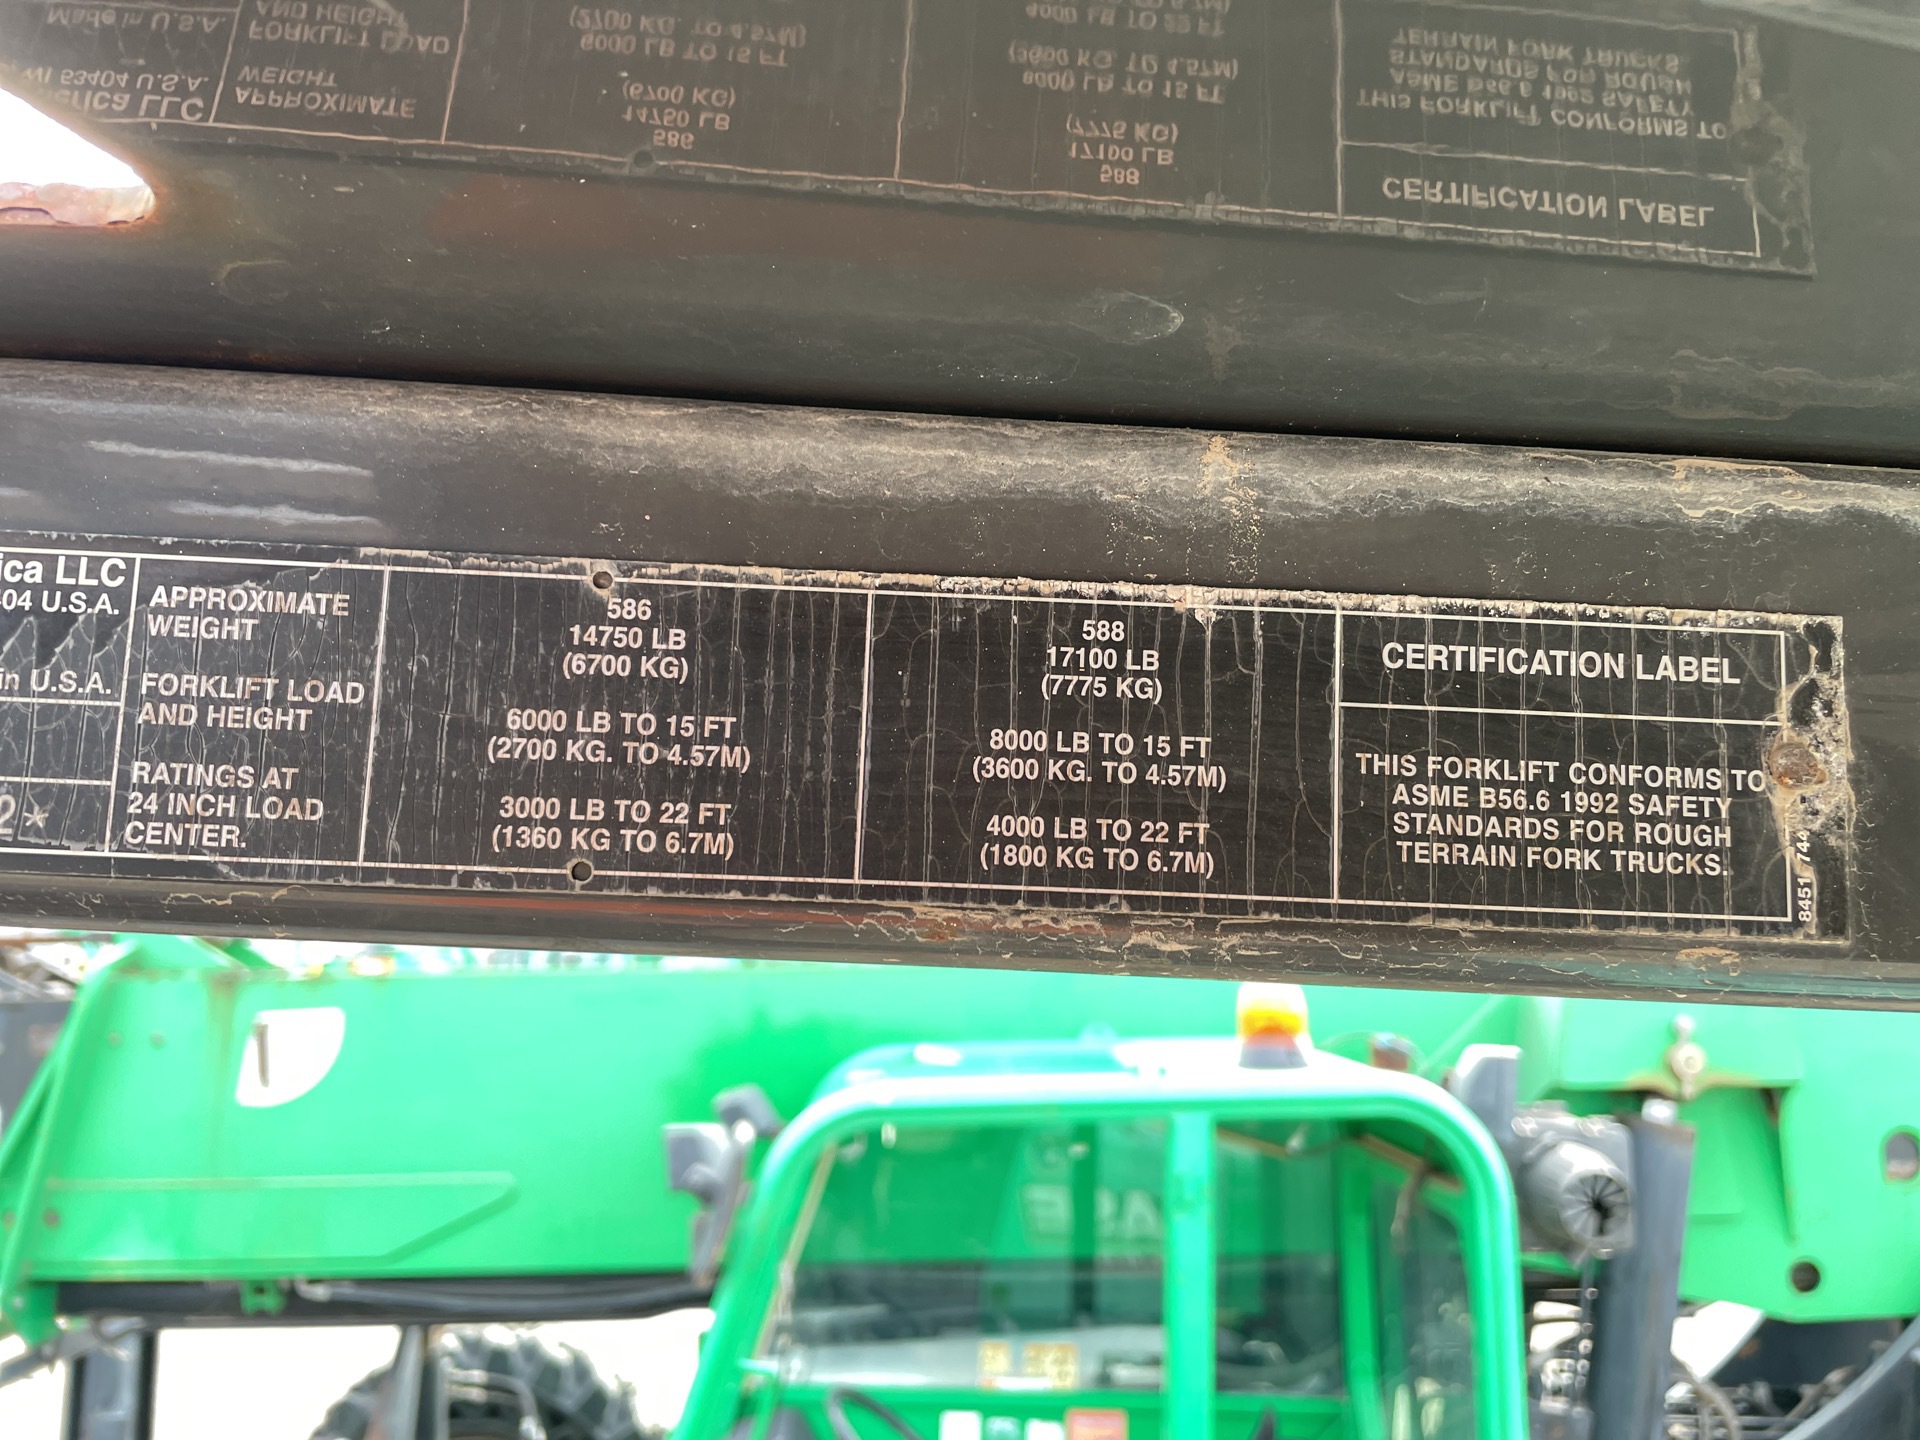 ica LLC
404 U.S.A.
in U.S.A.
2*
APPROXIMATE
WEIGHT
FORKLIFT LOAD
AND HEIGHT
RATINGS AT
24 INCH LOAD
CENTER.
586
14750 LB
(6700 KG)
6000 LB TO 15 FT
(2700 KG. TO 4.57M)
3000 LB TO 22 FT
(1360 KG TO 6.7M)
588
17100 LB
(7775 KG)
8000 LB TO 15 FT
(3600 KG. TO 4.57M)
4000 LB TO 22 FT
(1800 KG TO 6.7M)
CERTIFICATION LABEL
THIS FORKLIFT CONFORMS TO
ASME B56.6 1992 SAFETY
STANDARDS FOR ROUGH
TERRAIN FORK TRUCKS.
8451 744